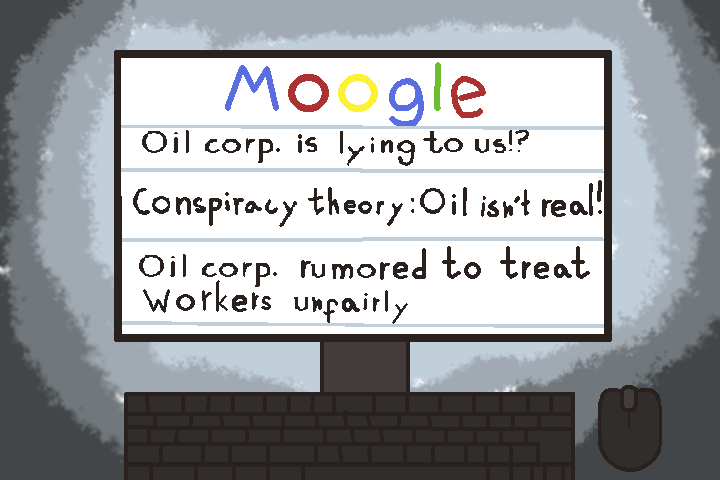 Moogle
Oil corp. is lying to us!?
Conspiracy theory: Oil isn't real!
Oil corp. rumored to treat
Workers unfairly